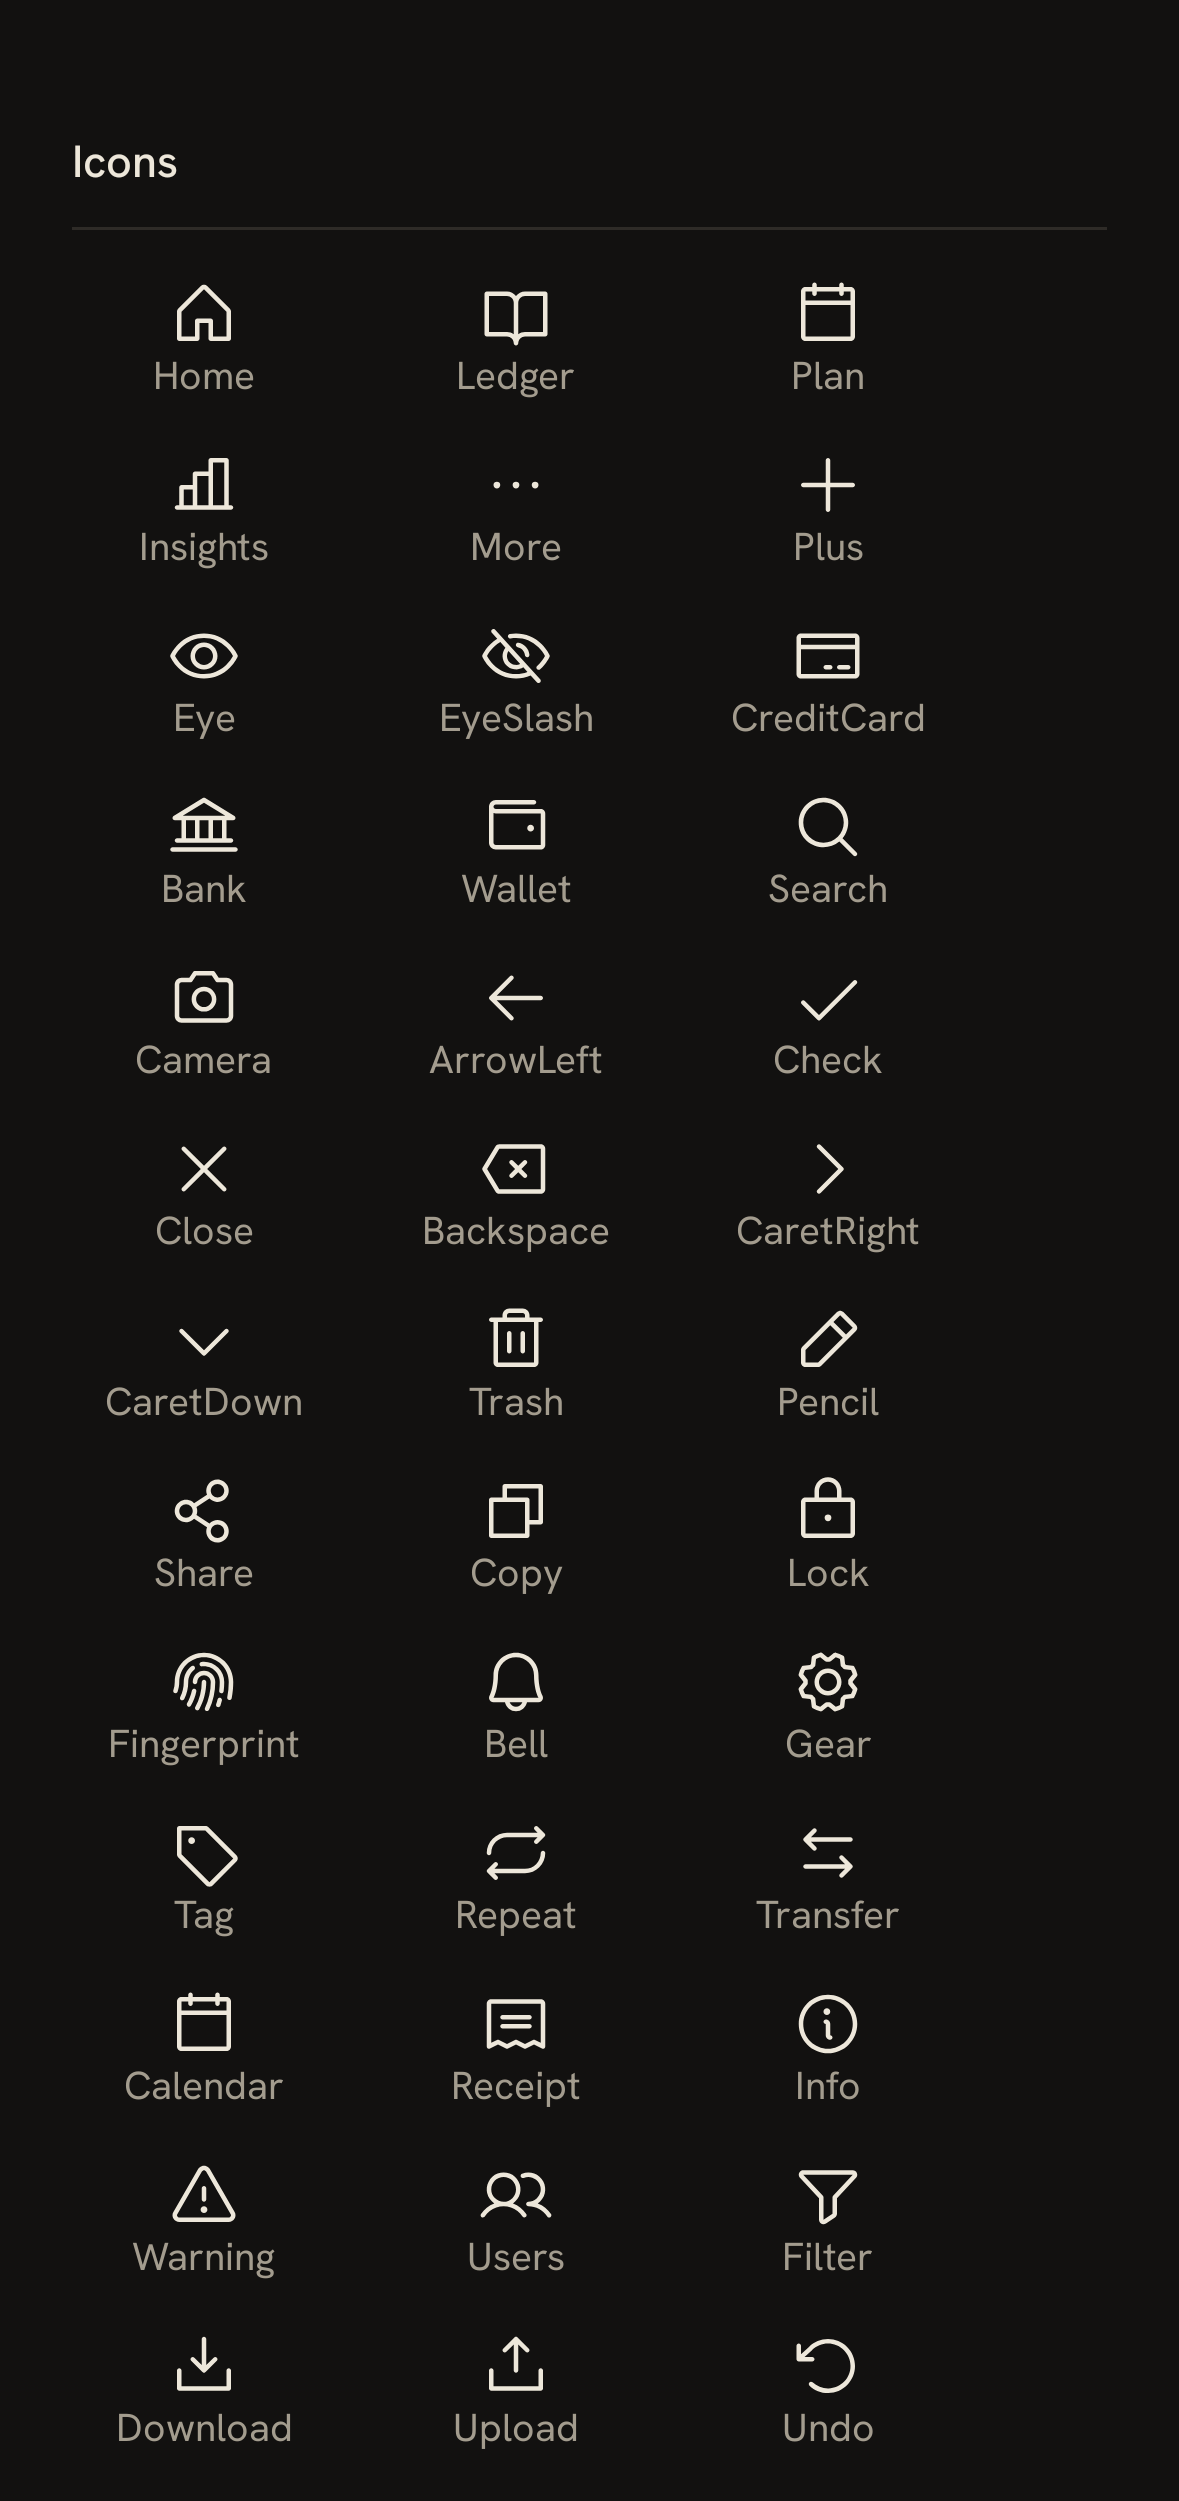 Icons
Home Ledger Plan
Insights More Plus
Eye EyeSlash CreditCard
Bank Wallet Search
Camera ArrowLeft Check
Close Backspace CaretRight
CaretDown Trash Pencil
Share Copy Lock
Fingerprint Bell Gear
Tag Repeat Transfer
Calendar Receipt Info
Warning Users Filter
Download Upload Undo